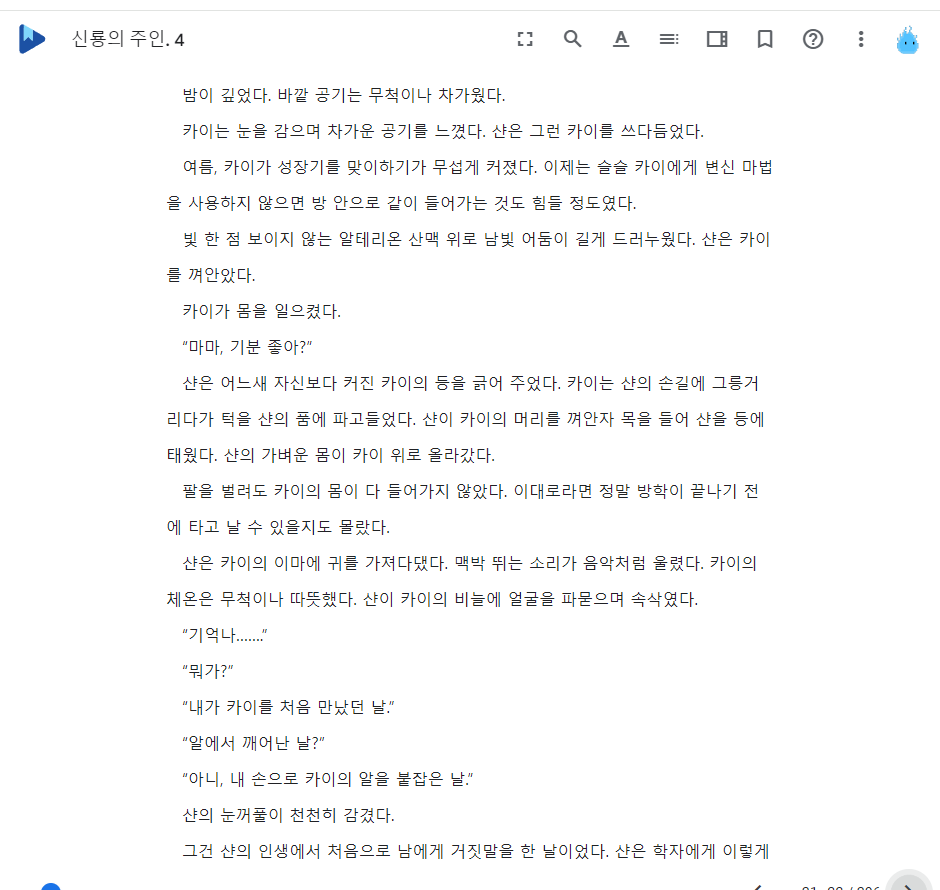 신룡의 주인. 4
밤이 깊었다. 바깥 공기는 무척이나 차가웠다.
카이는 눈을 감으며 차가운 공기를 느꼈다. 샨은 그런 카이를 쓰다듬었다.
여름, 카이가 성장기를 맞이하기가 무섭게 커졌다. 이제는 슬슬 카이에게 변신 마법
을 사용하지 않으면 방 안으로 같이 들어가는 것도 힘들 정도였다.
빛 한 점 보이지 않는 알테리온 산맥 위로 남빛 어둠이 길게 드러누웠다. 샨은 카이
를 껴안았다.
카이가 몸을 일으켰다.
“마마, 기분 좋아?”
샨은 어느새 자신보다 커진 카이의 등을 긁어 주었다. 카이는 샨의 손길에 그릉거
리다가 턱을 샨의 품에 파고들었다. 샨이 카이의 머리를 껴안자 목을 들어 샨을 등에
태웠다. 샨의 가벼운 몸이 카이 위로 올라갔다.
팔을 벌려도 카이의 몸이 다 들어가지 않았다. 이대로라면 정말 방학이 끝나기 전
에 타고 날 수 있을지도 몰랐다.
샨은 카이의 이마에 귀를 가져다댔다. 맥박 뛰는 소리가 음악처럼 울렸다. 카이의
체온은 무척이나 따뜻했다. 샨이 카이의 비늘에 얼굴을 파묻으며 속삭였다.
“기억나…….”
“뭐가?”
“내가 카이를 처음 만났던 날.”
“알에서 깨어난 날?”
“아니, 내 손으로 카이의 알을 붙잡은 날.”
샨의 눈꺼풀이 천천히 감겼다.
그건 샨의 인생에서 처음으로 남에게 거짓말을 한 날이었다. 샨은 학자에게 이렇게